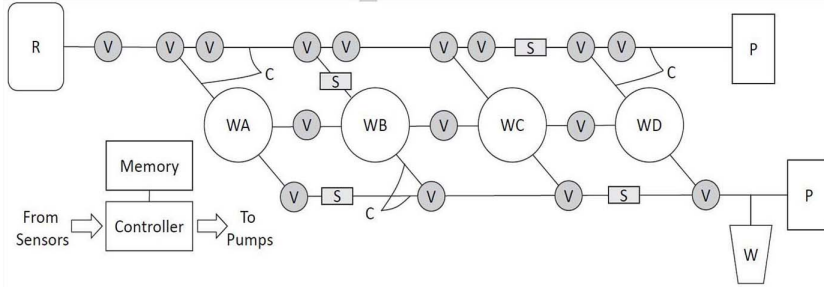 R
V
V
V
V
V
V
V
S
V
V
P
C
S
C
WA
V
WB
V
WC
V
WD
Memory
V
S
V
V
S
V
P
C
From
Sensors
Controller
To
Pumps
W